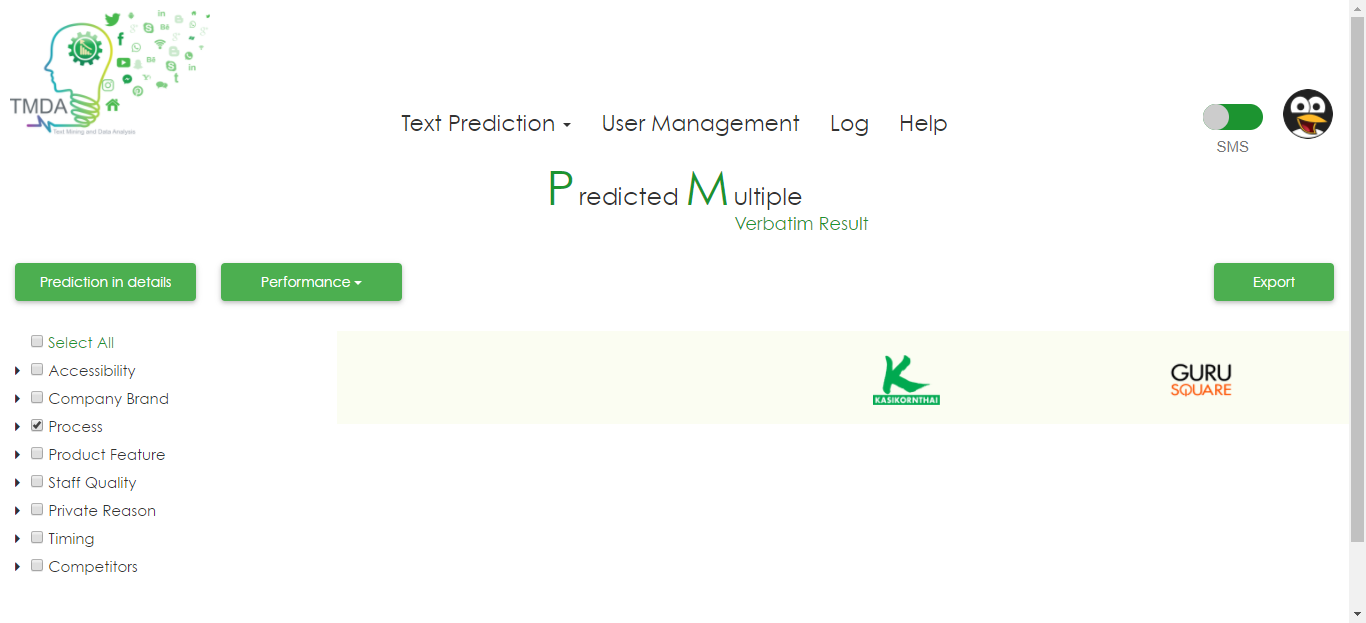 TMDA
Text Mining and Data Analysis
Text Prediction
User Management
Log
Help
SMS
Predicted Multiple
Verbatim Result
Prediction in details
Performance
Export
Select All
Accessibility
Company Brand
Process
Product Feature
Staff Quality
Private Reason
Timing
Competitors
KASIKORNTHAI
GURU
SQUARE